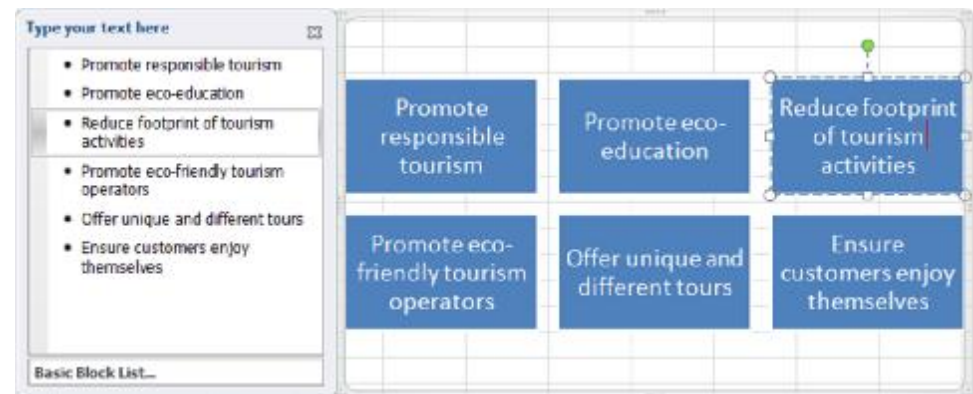 Type your text here
• Promote responsible tourism
• Promote eco-education
• Reduce footprint of tourism
activities
• Promote eco-friendly tourism
operators
• Offer unique and different tours
• Ensure customers enjoy
themselves
Basic Block List...
Promote
responsible
tourism
Promote eco-
education
Reduce footprint
of tourism
activities
Promote eco-
friendly tourism
operators
Offer unique and
different tours
Ensure
customers enjoy
themselves